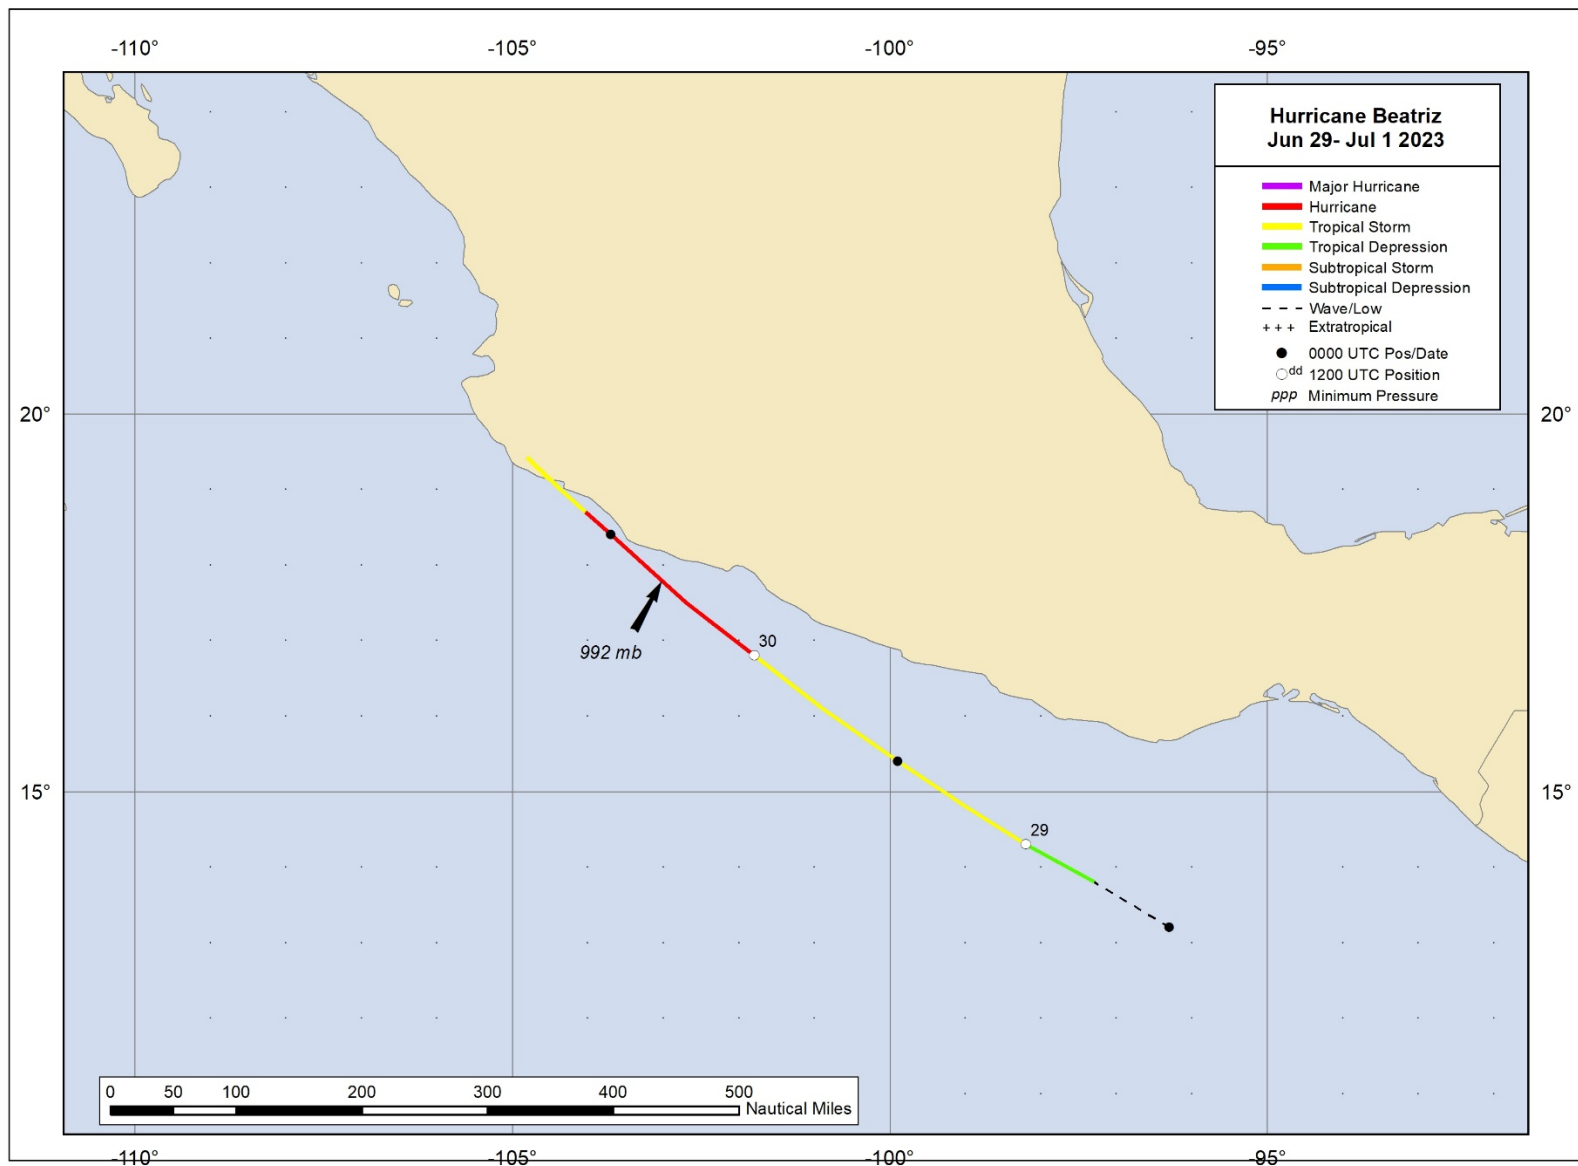 -110° -105° -100° -95°
Hurricane Beatriz
Jun 29- Jul 1 2023
Major Hurricane
Hurricane
Tropical Storm
Tropical Depression
Subtropical Storm
Subtropical Depression
Wave/Low
+++ Extratropical
0000 UTC Pos/Date
dd 1200 UTC Position
ppp Minimum Pressure
20° 20°
30
992 mb
15° 15°
29
0 50 100 200 300 400 500
Nautical Miles
-110° -105° -100° -95°